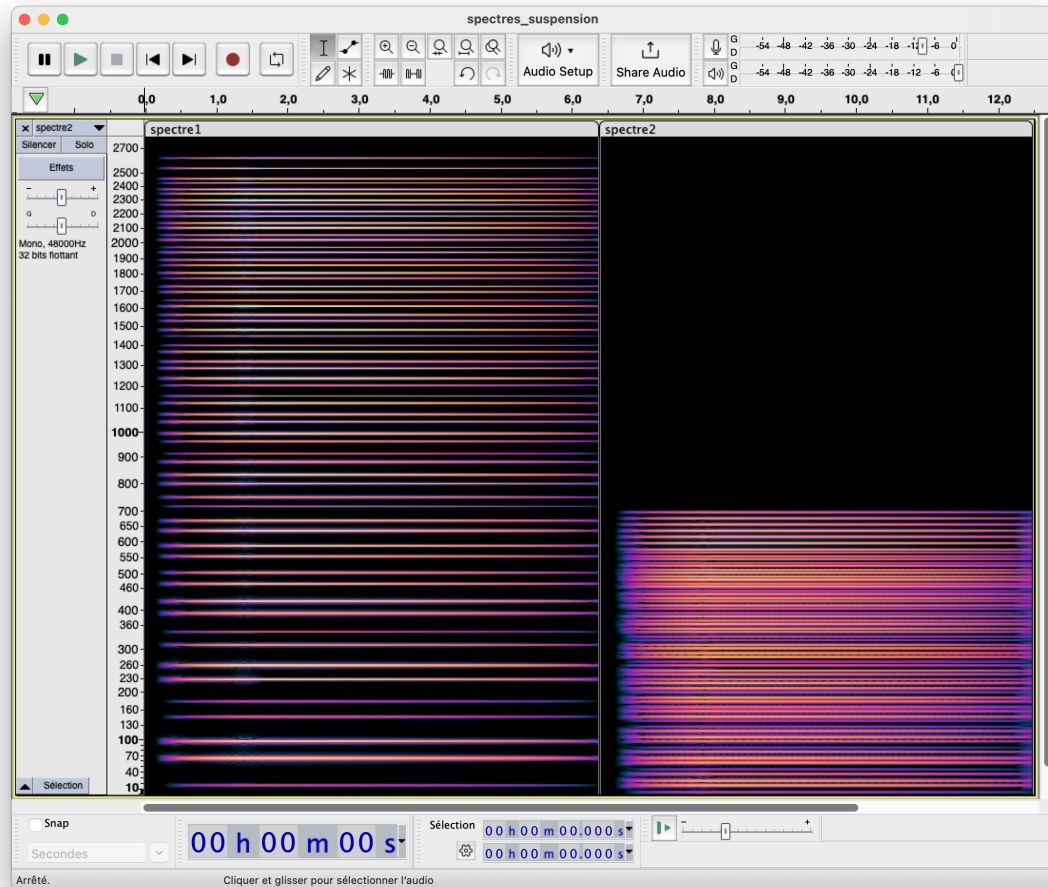 spectres_suspension
Audio Setup
Share Audio
G
D
-54 -48 -42 -36 -30 -24 -18 -12 -6 0
G
D
-54 -48 -42 -36 -30 -24 -18 -12 -6 0
0,0 1,0 2,0 3,0 4,0 5,0 6,0 7,0 8,0 9,0 10,0 11,0 12,0
spectre2
Silencer Solo
Effets
- +
G D
Mono, 48000Hz
32 bits flottant
Sélection
2700
2500
2400
2300
2200
2100
2000
1900
1800
1700
1600
1500
1400
1300
1200
1100
1000
900
800
700
650
600
550
500
460
400
360
300
260
230
200
160
130
100
70
40
10
spectre1
spectre2
Snap
Secondes
00 h 00 m 00 s
Sélection
00 h 00 m 00.000 s
00 h 00 m 00.000 s
- +
Arrêté.
Cliquer et glisser pour sélectionner l'audio